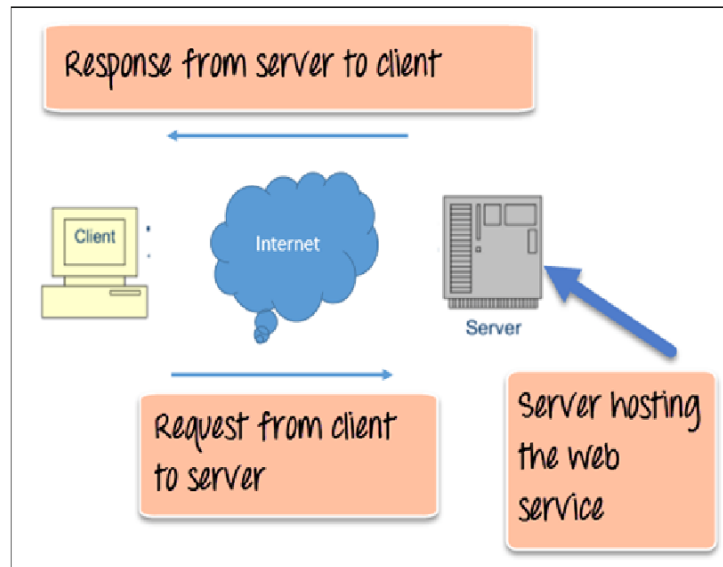 Response from server to client
Client
Internet
Server
Request from client
to server
Server hosting
the web
service